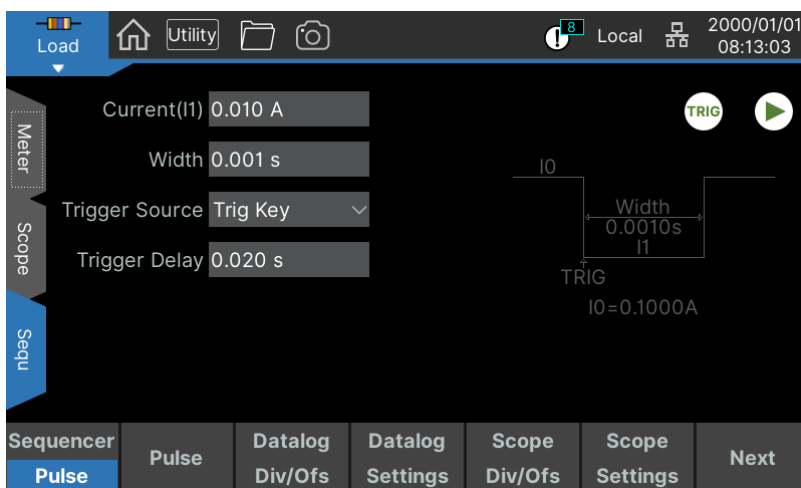 Load
Utility
8
Local
2000/01/01
08:13:03
Meter
Scope
Sequ
Current(I1) 0.010 A
Width 0.001 s
Trigger Source Trig Key
Trigger Delay 0.020 s
TRIG
I0
Width
0.0010s
I1
TRIG
I0=0.1000A
Sequencer
Pulse
Pulse
Datalog
Div/Ofs
Datalog
Settings
Scope
Div/Ofs
Scope
Settings
Next